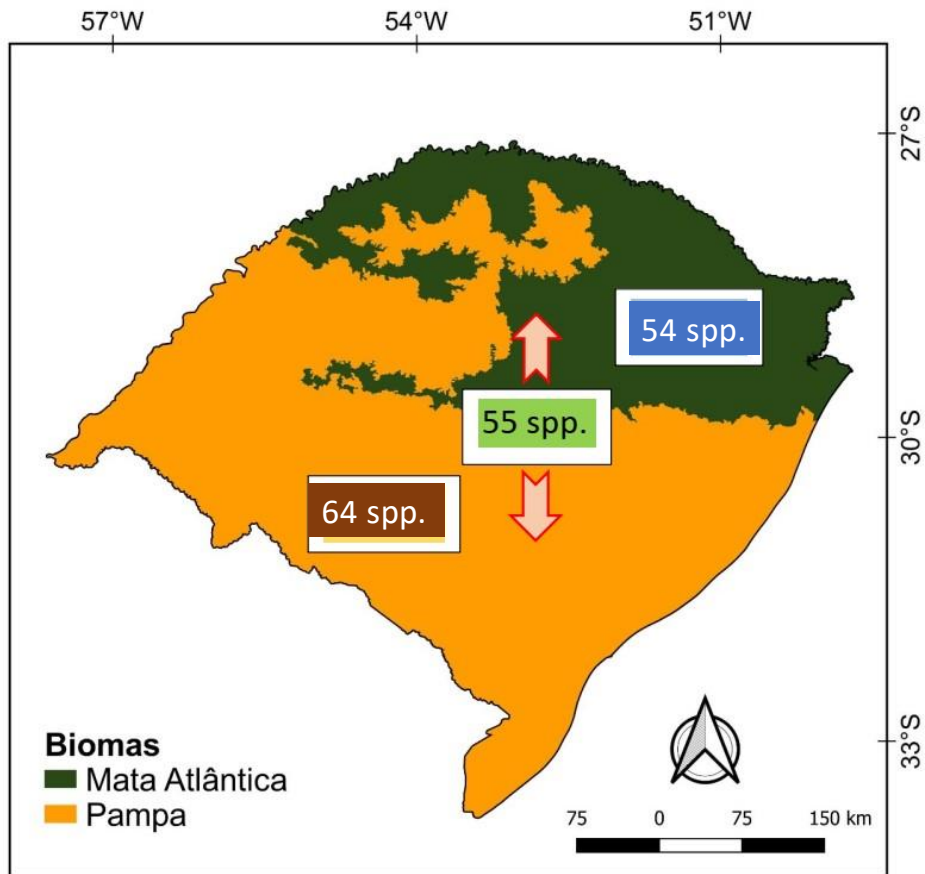 57°W
54°W
51°W
27°S
54 spp.
55 spp.
30°S
64 spp.
33°S
Biomas
Mata Atlântica
Pampa
75 0 75 150 km